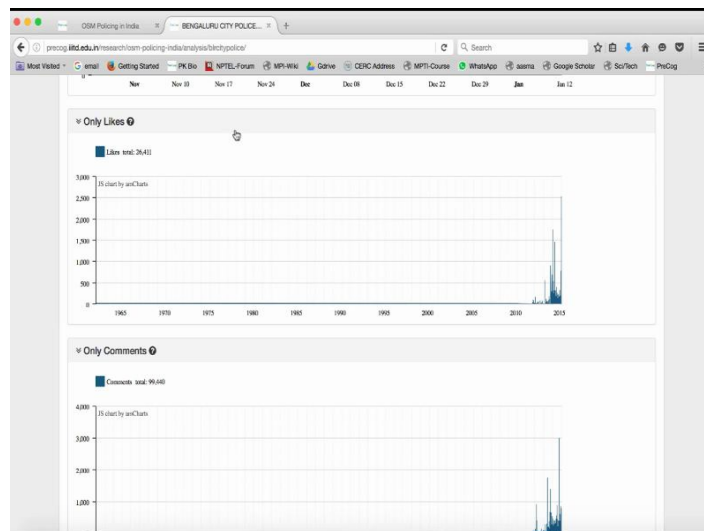 OSM Policing in India ×
BENGALURU CITY POLICE... × +
precog.iiitd.edu.in/research/osm-policing-india/analysis/blrcitypolice/
Search
Most Visited
email
Getting Started
PK Bio
NPTEL-Forum
MPI-Wiki
Gdrive
CERC Address
MPTI-Course
WhatsApp
aasma
Google Scholar
Sci/Tech
PreCog
Nov Nov 10 Nov 17 Nov 24 Dec Dec 08 Dec 15 Dec 22 Dec 29 Jan Jan 12
Only Likes
Likes total: 26,411
3,000
JS chart by amCharts
2,500
2,000
1,500
1,000
500
0
1965 1970 1975 1980 1985 1990 1995 2000 2005 2010 2015
Only Comments
Comments total: 99,440
4,000
JS chart by amCharts
3,000
2,000
1,000